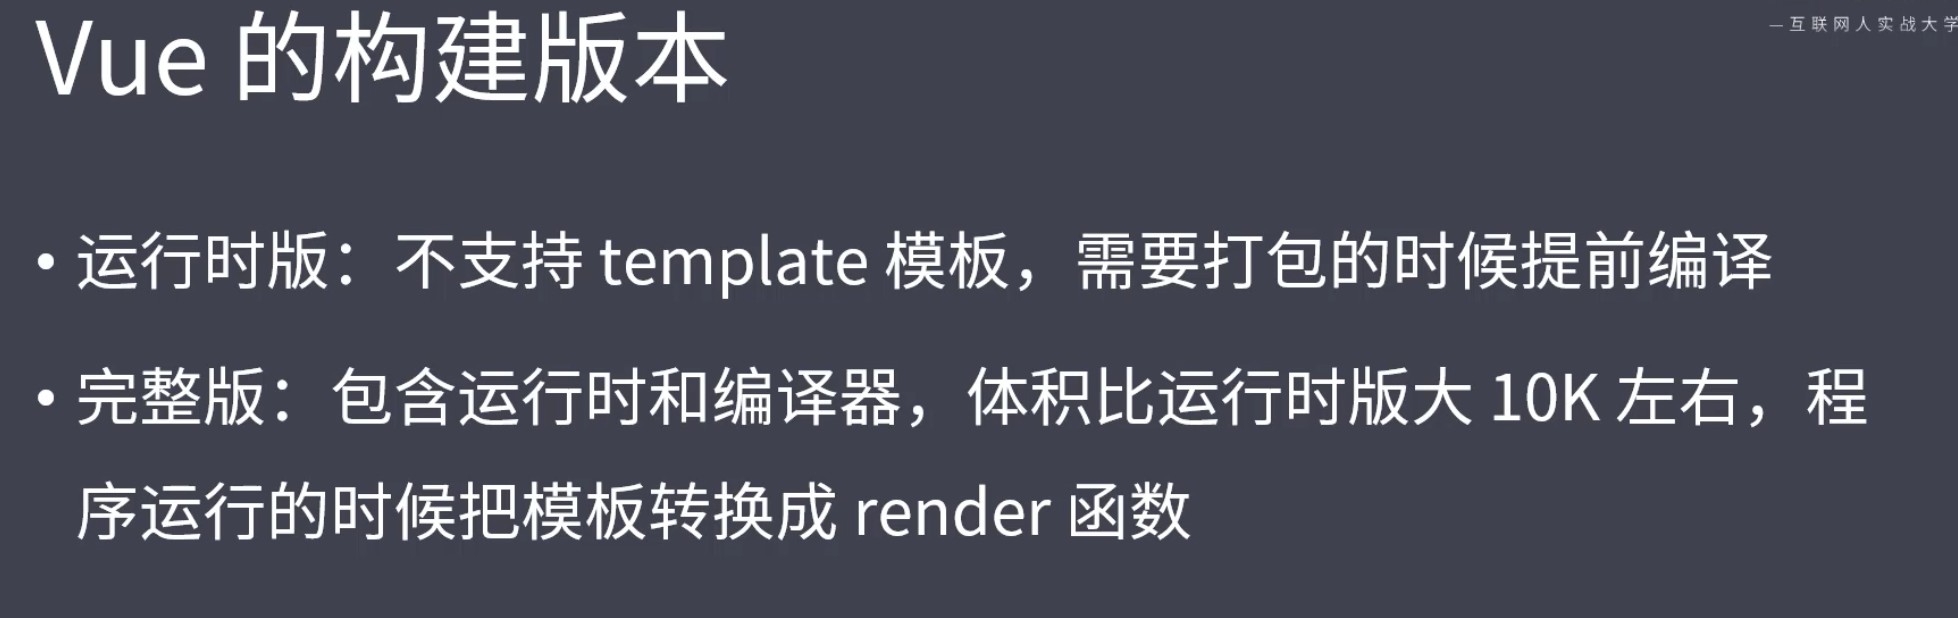 Vue 的构建版本
—互联网人实战大学
• 运行时版：不支持 template 模板，需要打包的时候提前编译
• 完整版：包含运行时和编译器，体积比运行时版大 10K 左右，程
序运行的时候把模板转换成 render 函数